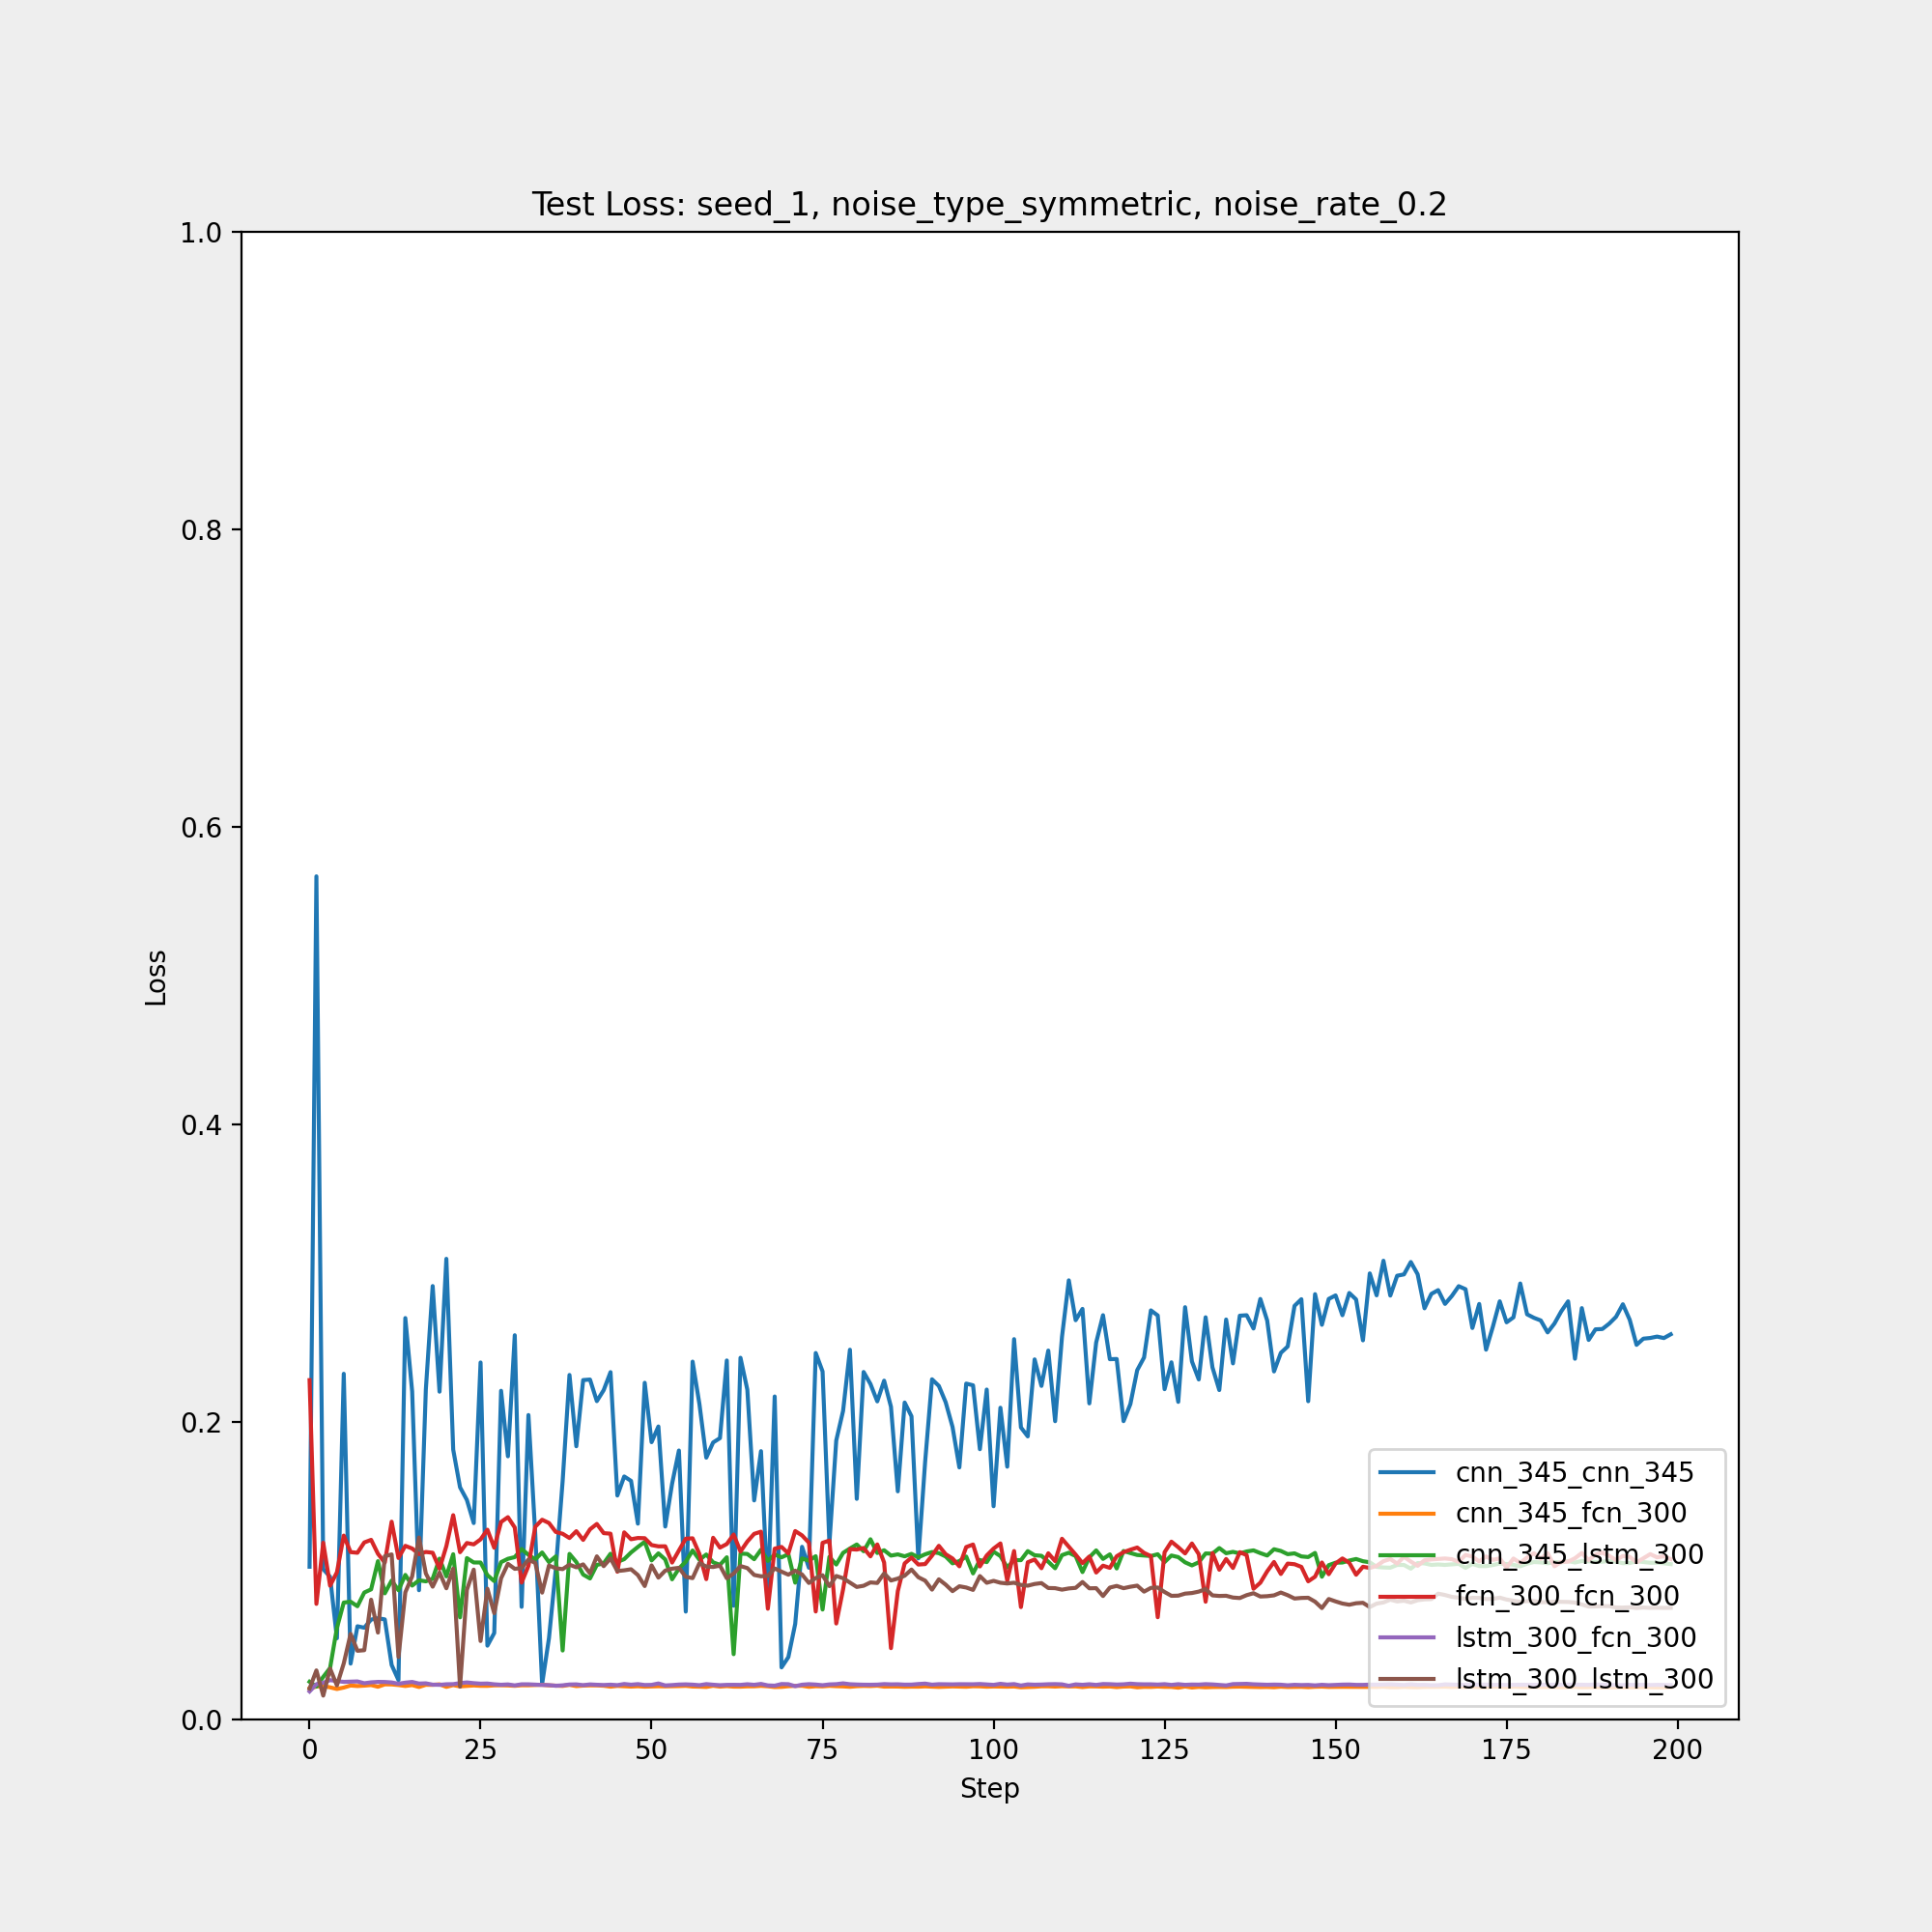 Test Loss: seed_1, noise_type_symmetric, noise_rate_0.2
1.0
0.8
0.6
0.4
0.2
0.0
Loss
0 25 50 75 100 125 150 175 200
Step
cnn_345_cnn_345
cnn_345_fcn_300
cnn_345_lstm_300
fcn_300_fcn_300
lstm_300_fcn_300
lstm_300_lstm_300